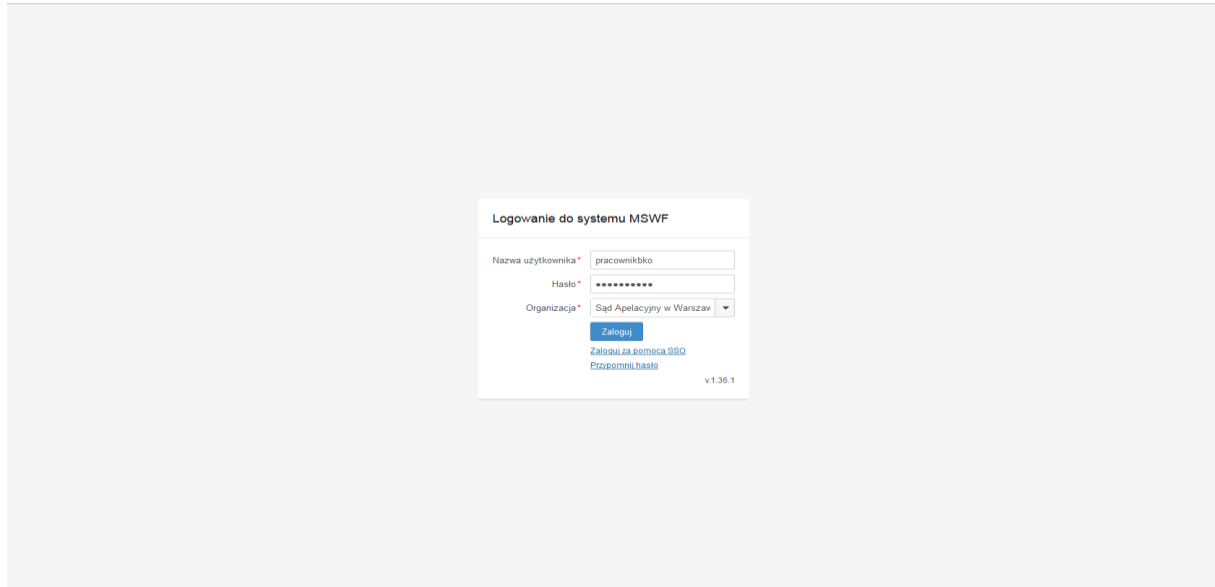 Logowanie do systemu MSWF
Nazwa użytkownika* pracownikbko
Hasło* ●●●●●●●●●●
Organizacja* Sąd Apelacyjny w Warszaw
Zaloguj
Zaloguj za pomocą SSO
Przypomnij hasło
v.1.36.1